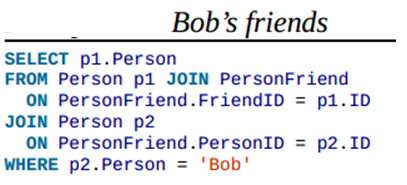 Bob's friends
SELECT p1.Person
FROM Person p1 JOIN PersonFriend
  ON PersonFriend.FriendID = p1.ID
JOIN Person p2
  ON PersonFriend.PersonID = p2.ID
WHERE p2.Person = 'Bob'